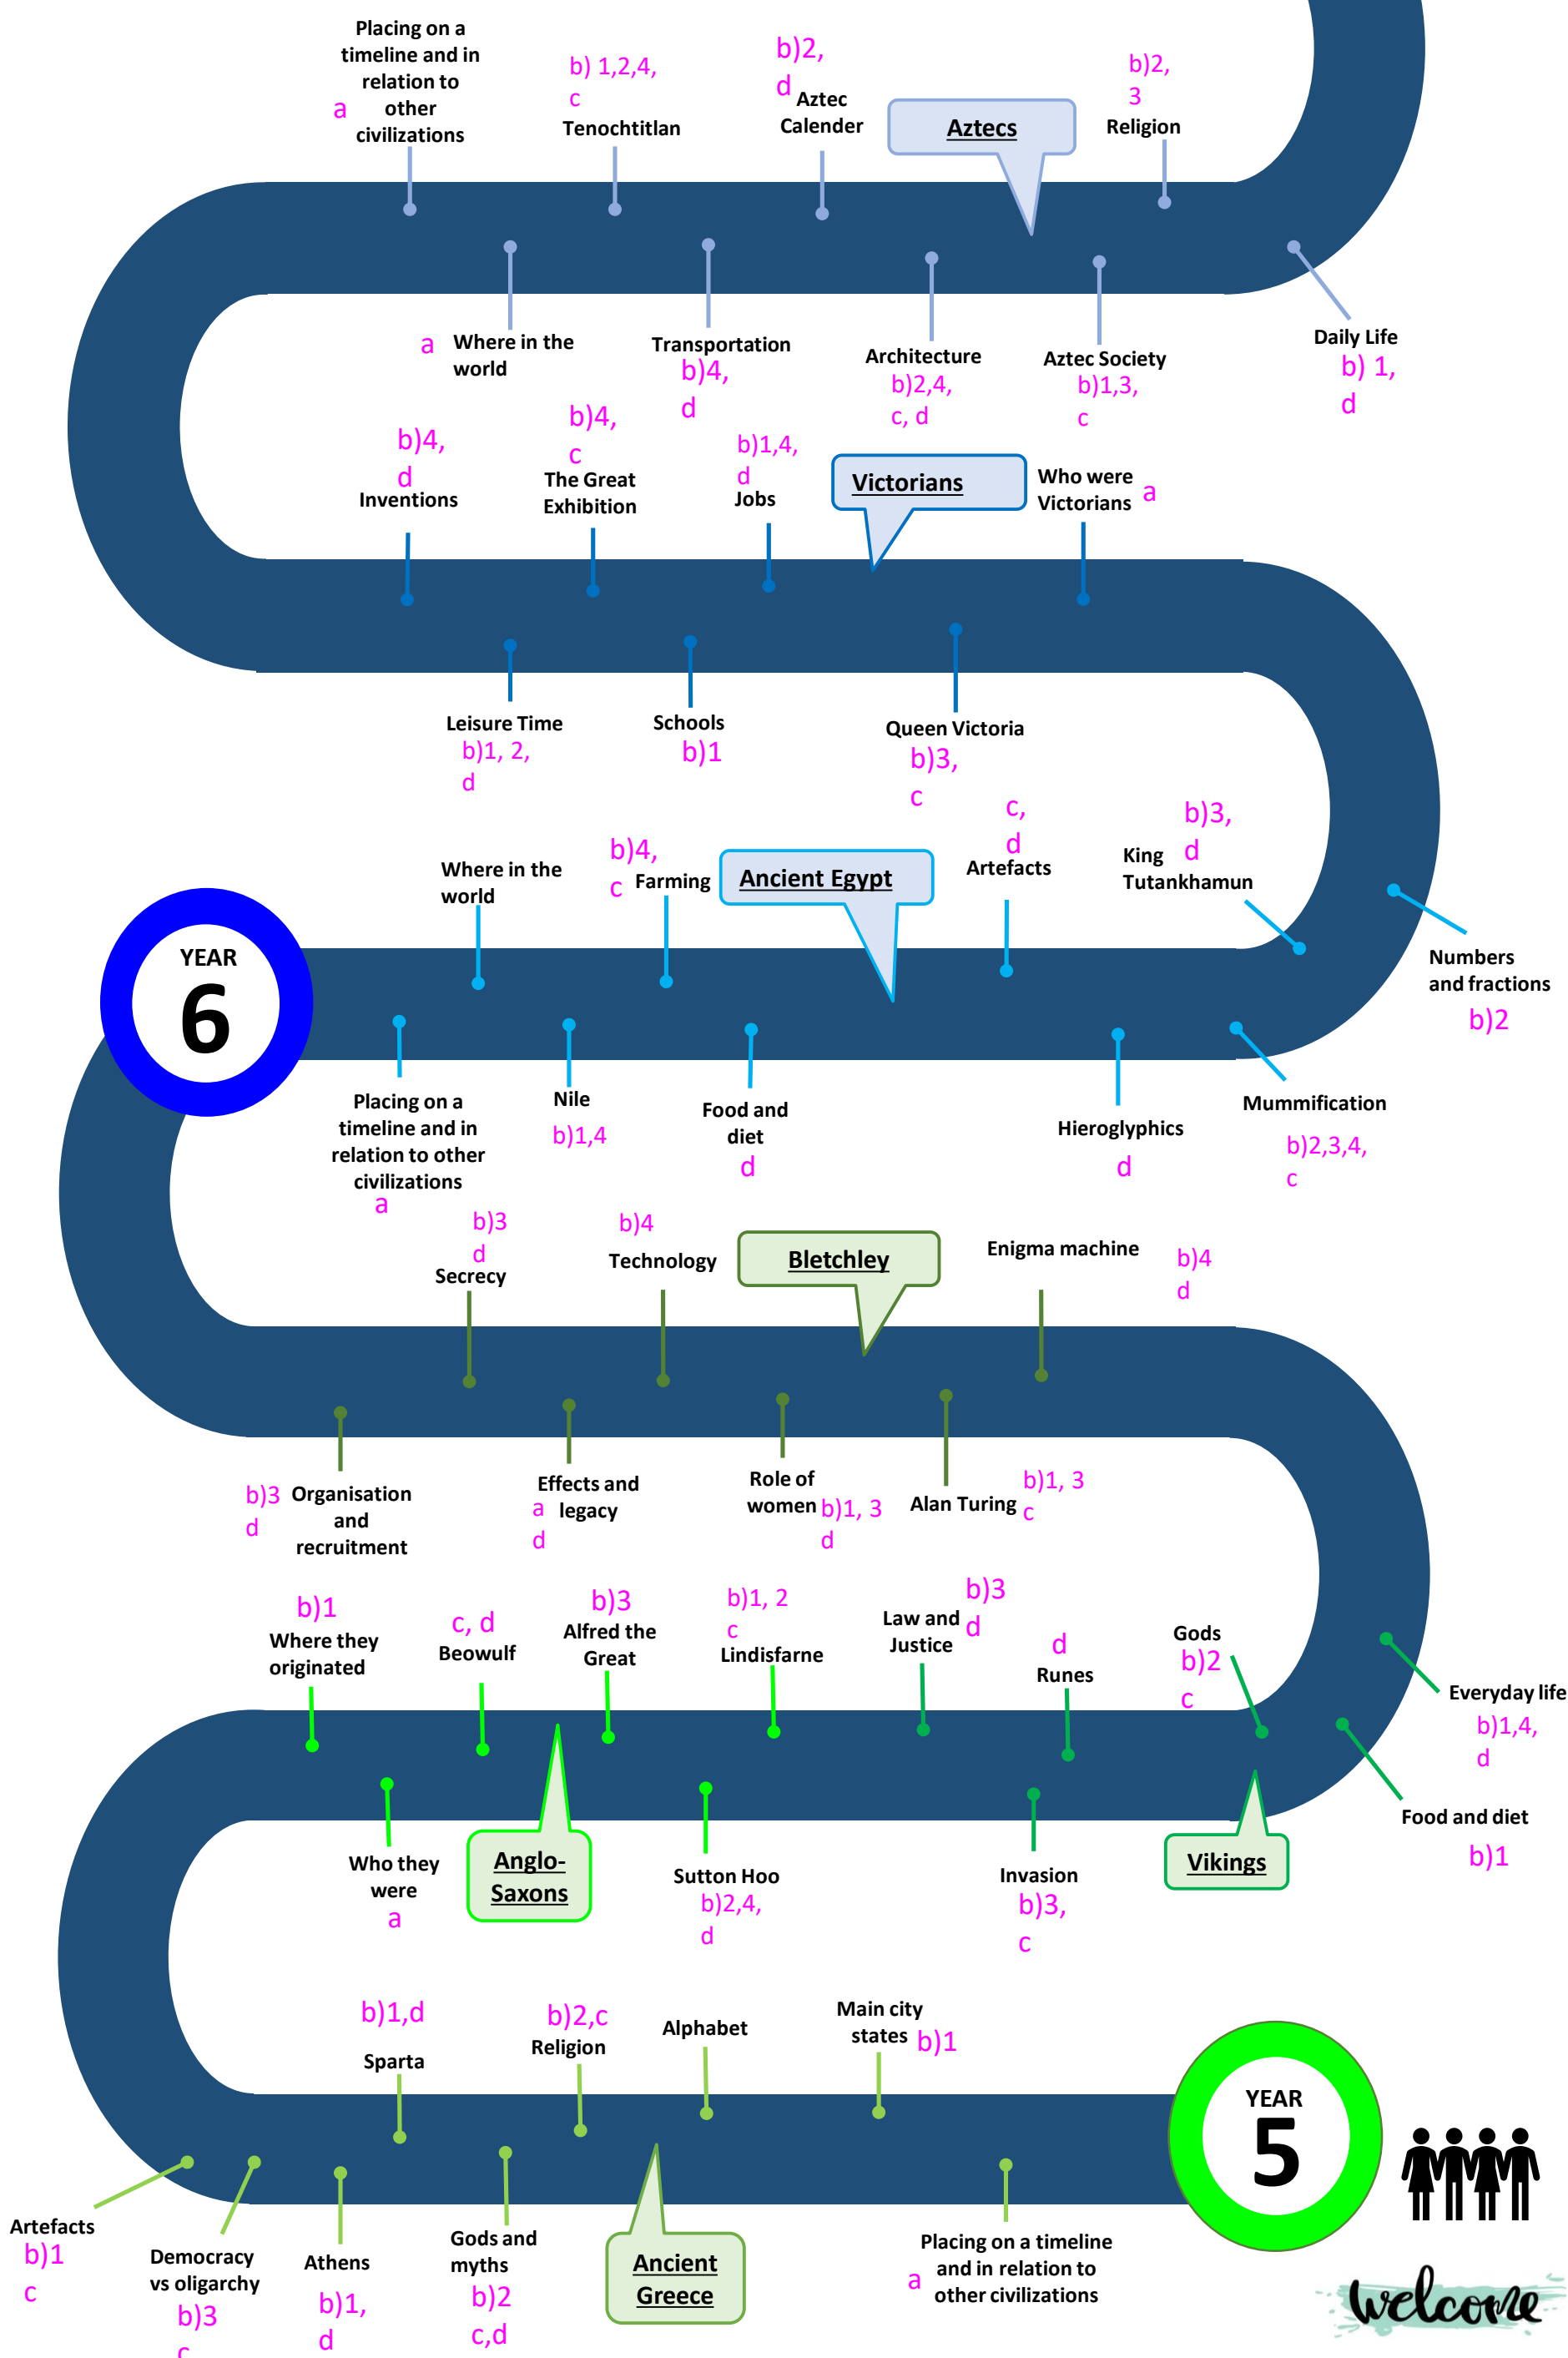 Placing on a
timeline and in
relation to
other
civilizations
a
b) 1,2,4,
c
Tenochtitlan
b)2,
d
Aztec
Calender
Aztecs
b)2,
3
Religion
a
Where in the
world
Transportation
b)4,
d
Architecture
b)2,4,
c, d
Aztec Society
b)1,3,
c
Daily Life
b) 1,
d
b)4,
d
Inventions
b)4,
c
The Great
Exhibition
b)1,4,
d
Jobs
Victorians
Who were
Victorians
a
Leisure Time
b)1, 2,
d
Schools
b)1
Queen Victoria
b)3,
c
Where in the
world
b)4,
c
Farming
Ancient Egypt
c,
d
Artefacts
b)3,
d
King
Tutankhamun
Numbers
and fractions
b)2
YEAR
6
Placing on a
timeline and in
relation to other
civilizations
a
Nile
b)1,4
Food and
diet
d
Hieroglyphics
d
Mummification
b)2,3,4,
c
b)3
d
Secrecy
b)4
Technology
Bletchley
Enigma machine
b)4
d
b)3
d
Organisation
and
recruitment
Effects and
legacy
a
d
Role of
women
b)1, 3
d
Alan Turing
b)1, 3
c
b)1
Where they
originated
c, d
Beowulf
b)3
Alfred the
Great
b)1, 2
c
Lindisfarne
Law and
Justice
b)3
d
d
Runes
Gods
b)2
c
Everyday life
b)1,4,
d
Food and diet
b)1
Who they
were
a
Anglo-
Saxons
Sutton Hoo
b)2,4,
d
Invasion
b)3,
c
Vikings
b)1,d
Sparta
b)2,c
Religion
Alphabet
Main city
states
b)1
YEAR
5
Artefacts
b)1
c
Democracy
vs oligarchy
b)3
c
Athens
b)1,
d
Gods and
myths
b)2
c,d
Ancient
Greece
Placing on a timeline
and in relation to
other civilizations
a
welcome